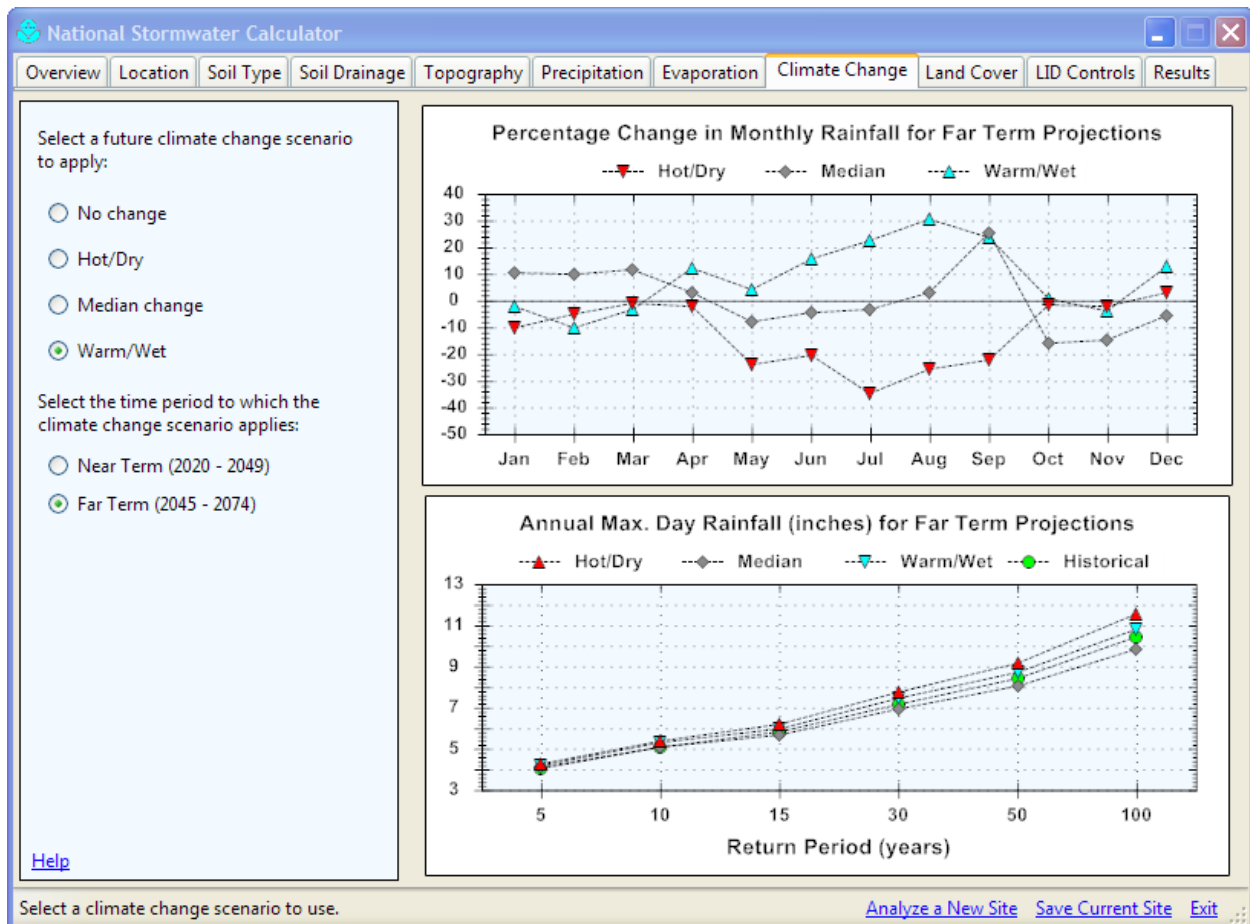 National Stormwater Calculator
Overview Location Soil Type Soil Drainage Topography Precipitation Evaporation Climate Change Land Cover LID Controls Results
Select a future climate change scenario
to apply:
No change
Hot/Dry
Median change
Warm/Wet
Select the time period to which the
climate change scenario applies:
Near Term (2020 - 2049)
Far Term (2045 - 2074)
Help
Percentage Change in Monthly Rainfall for Far Term Projections
Hot/Dry Median Warm/Wet
40
30
20
10
0
-10
-20
-30
-40
-50
Jan Feb Mar Apr May Jun Jul Aug Sep Oct Nov Dec
Annual Max. Day Rainfall (inches) for Far Term Projections
Hot/Dry Median Warm/Wet Historical
13
11
9
7
5
3
5 10 15 30 50 100
Return Period (years)
Select a climate change scenario to use.
Analyze a New Site Save Current Site Exit